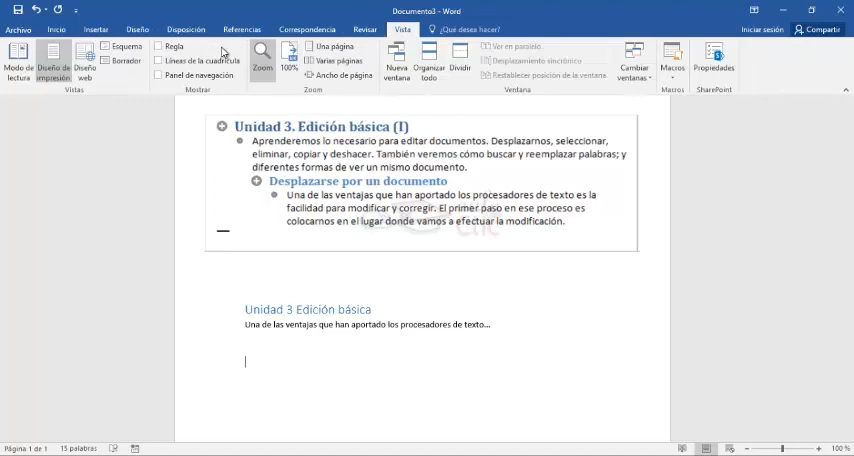 Documento3 - Word
Archivo Inicio Insertar Diseño Disposición Referencias Correspondencia Revisar Vista ¿Qué desea hacer? Iniciar sesión Compartir
Modo de lectura
Diseño de impresión
Diseño web
Esquema
Borrador
Vistas
Regla
Líneas de la cuadrícula
Panel de navegación
Mostrar
Zoom
100%
Una página
Varias páginas
Ancho de página
Zoom
Nueva ventana
Organizar todo
Dividir
Ver en paralelo
Desplazamiento sincrónico
Restablecer posición de la ventana
Ventana
Cambiar ventanas
Macros
Macros
Propiedades
SharePoint
Unidad 3. Edición básica (I)
Aprenderemos lo necesario para editar documentos. Desplazarnos, seleccionar,
eliminar, copiar y deshacer. También veremos cómo buscar y reemplazar palabras; y
diferentes formas de ver un mismo documento.
Desplazarse por un documento
Una de las ventajas que han aportado los procesadores de texto es la
facilidad para modificar y corregir. El primer paso en ese proceso es
colocarnos en el lugar donde vamos a efectuar la modificación.
Unidad 3 Edición básica
Una de las ventajas que han aportado los procesadores de texto...
Página 1 de 1 15 palabras 100 %